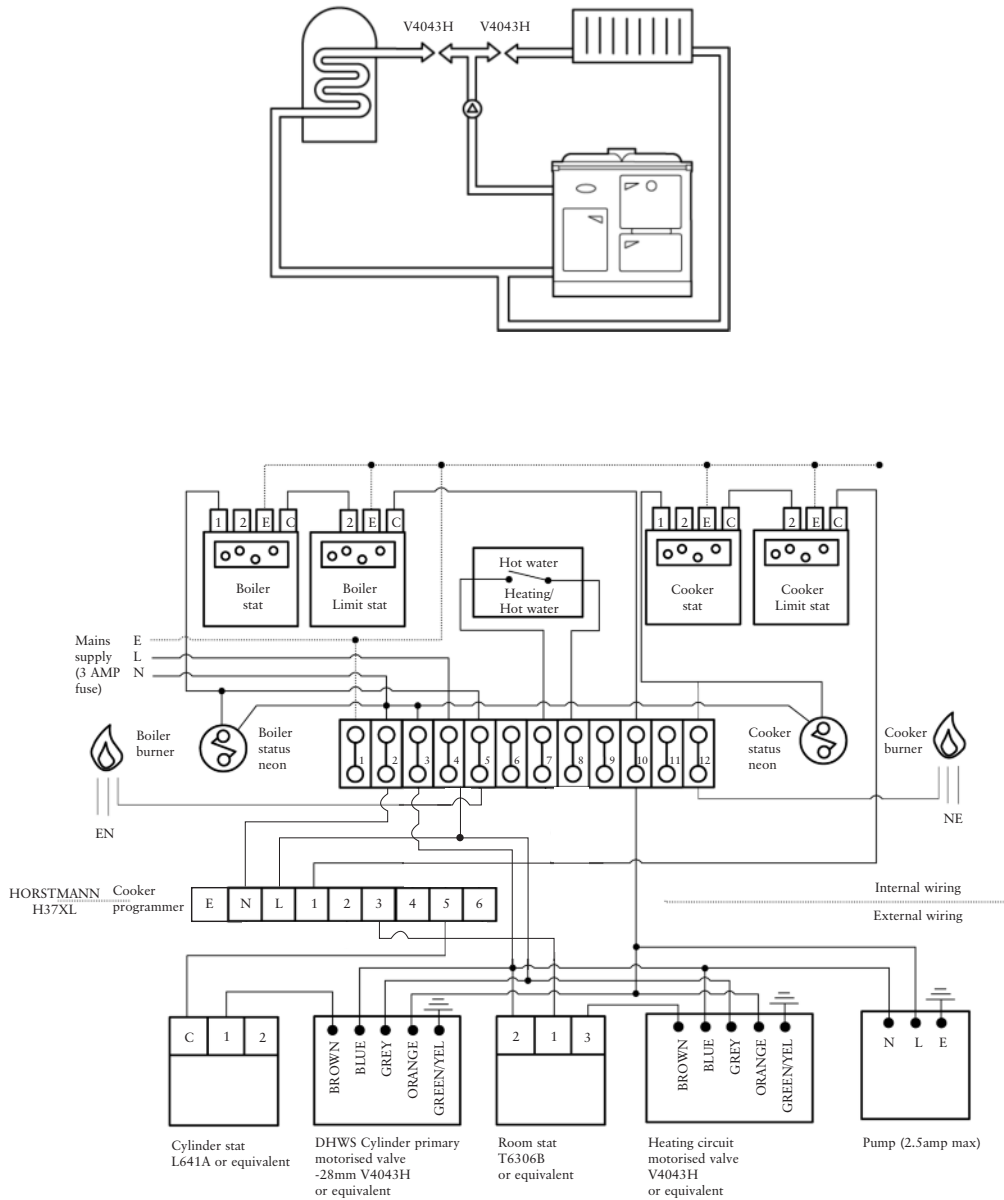 V4043H V4043H
1 2 E C
2 E C
1 2 E C
2 E C
Boiler
stat
Boiler
Limit stat
Hot water
Heating/
Hot water
Cooker
stat
Cooker
Limit stat
Mains
supply
(3 AMP
fuse)
E
L
N
Boiler
burner
Boiler
status
neon
1 2 3 4 5 6 7 8 9 10 11 12
Cooker
status
neon
Cooker
burner
EN
NE
HORSTMANN
H37XL
Cooker
programmer
E N L 1 2 3 4 5 6
Internal wiring
External wiring
C 1 2
BROWN
BLUE
GREY
ORANGE
GREEN/YEL
2 1 3
BROWN
BLUE
GREY
ORANGE
GREEN/YEL
N L E
Cylinder stat
L641A or equivalent
DHWS Cylinder primary
motorised valve
-28mm V4043H
or equivalent
Room stat
T6306B
or equivalent
Heating circuit
motorised valve
V4043H
or equivalent
Pump (2.5amp max)